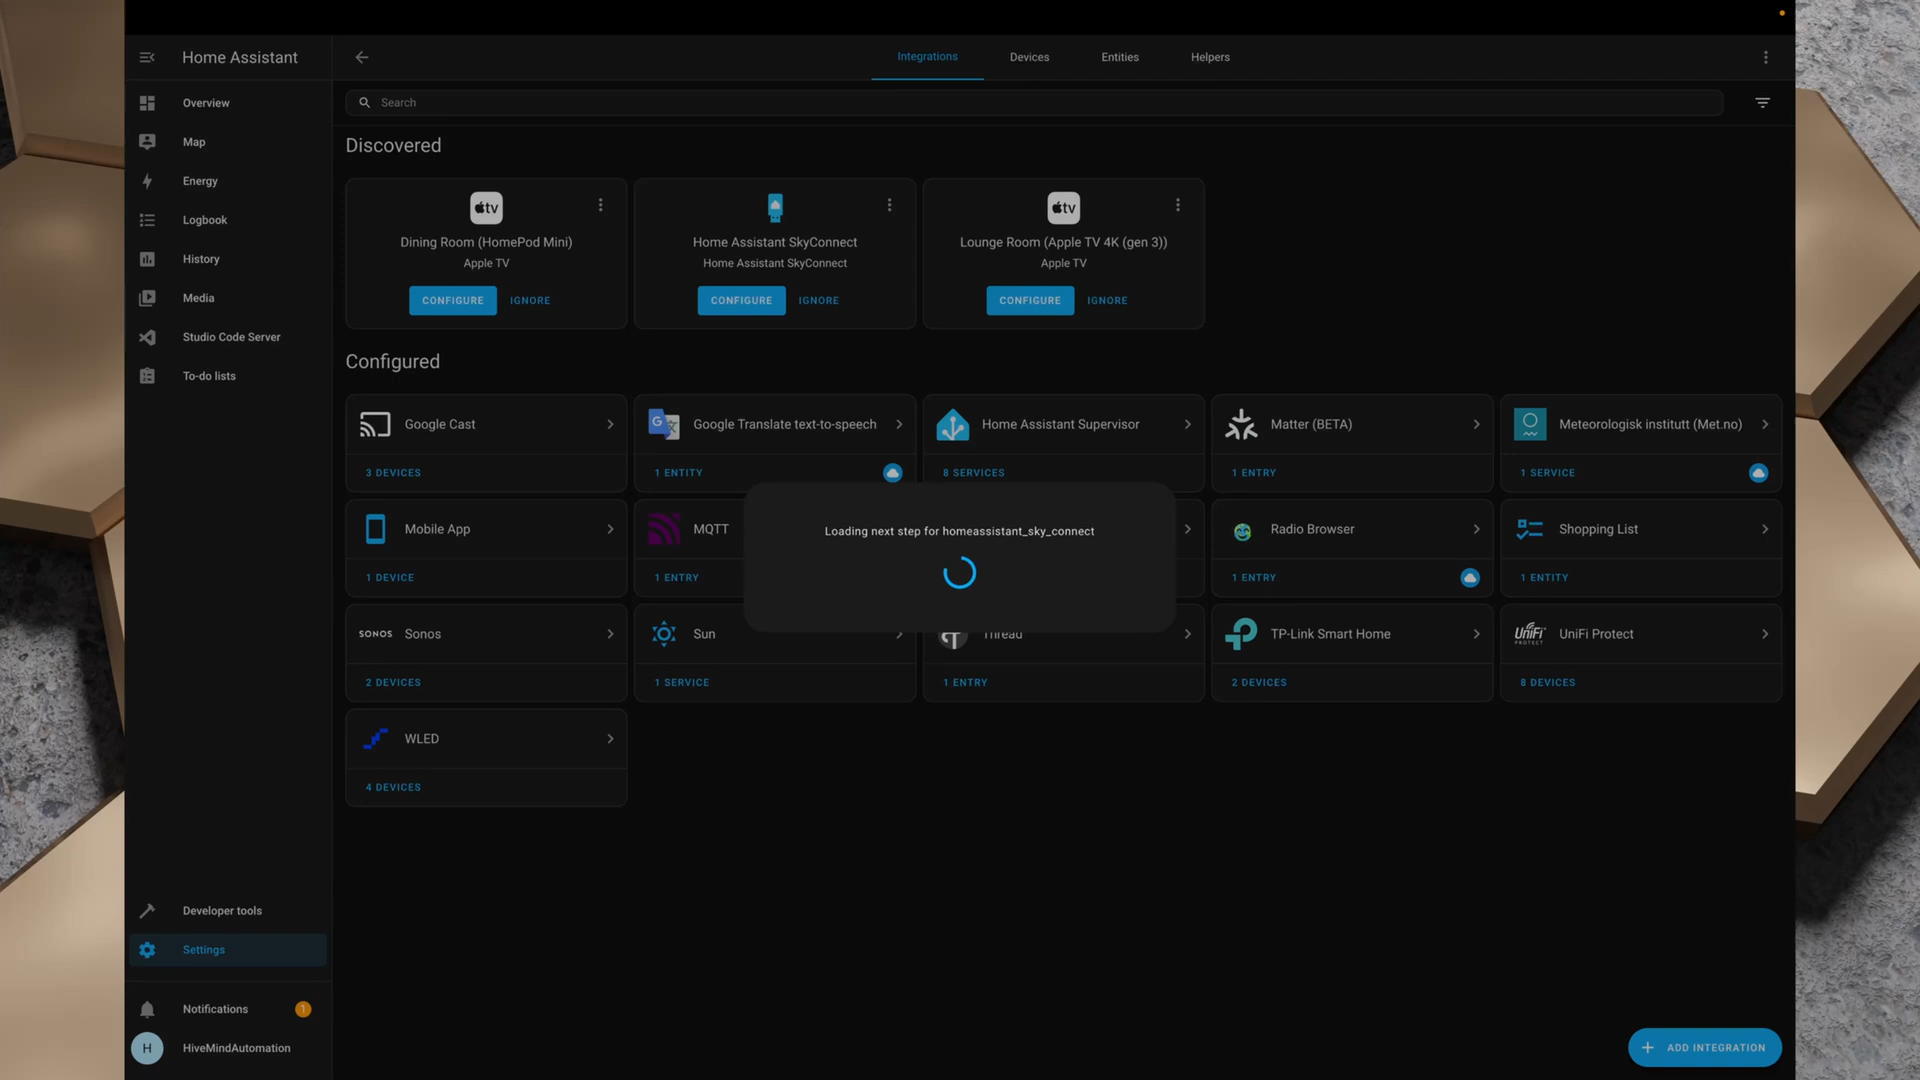 Home Assistant
Integrations
Devices
Entities
Helpers
Search
Overview
Map
Energy
Logbook
History
Media
Studio Code Server
To-do lists
Discovered
tv
Dining Room (HomePod Mini)
Apple TV
CONFIGURE
IGNORE
Home Assistant SkyConnect
Home Assistant SkyConnect
CONFIGURE
IGNORE
tv
Lounge Room (Apple TV 4K (gen 3))
Apple TV
CONFIGURE
IGNORE
Configured
Google Cast
3 DEVICES
G
Google Translate text-to-speech
1 ENTITY
Home Assistant Supervisor
8 SERVICES
Matter (BETA)
1 ENTRY
Meteorologisk institutt (Met.no)
1 SERVICE
Mobile App
1 DEVICE
MQTT
1 ENTRY
Loading next step for homeassistant_sky_connect
Radio Browser
1 ENTRY
Shopping List
1 ENTITY
SONOS
Sonos
2 DEVICES
Sun
1 SERVICE
Thread
1 ENTRY
TP-Link Smart Home
2 DEVICES
UniFi
PROTECT
UniFi Protect
8 DEVICES
WLED
4 DEVICES
Developer tools
Settings
Notifications
1
H
HiveMindAutomation
+ ADD INTEGRATION